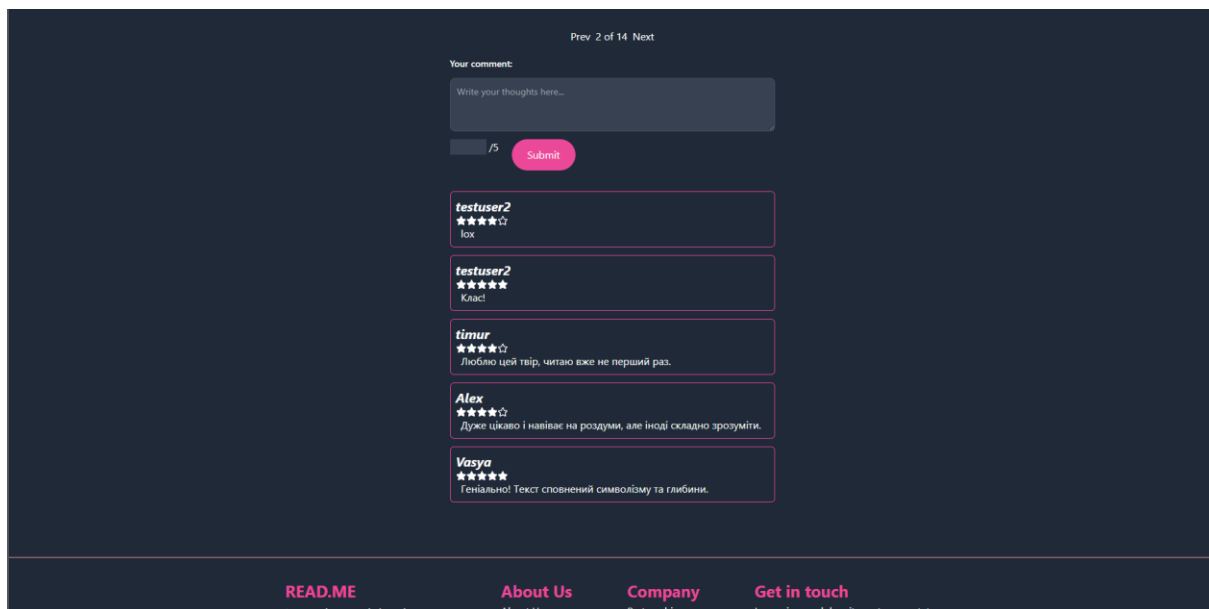 Prev 2 of 14 Next
Your comment:
Write your thoughts here...
/5 Submit
testuser2
lox
testuser2
Клас!
timur
Люблю цей твір, читаю вже не перший раз.
Alex
Дуже цікаво і навіває на роздуми, але іноді складно зрозуміти.
Vasya
Геніально! Текст сповнений символізму та глибини.
READ.ME About Us Company Get in touch